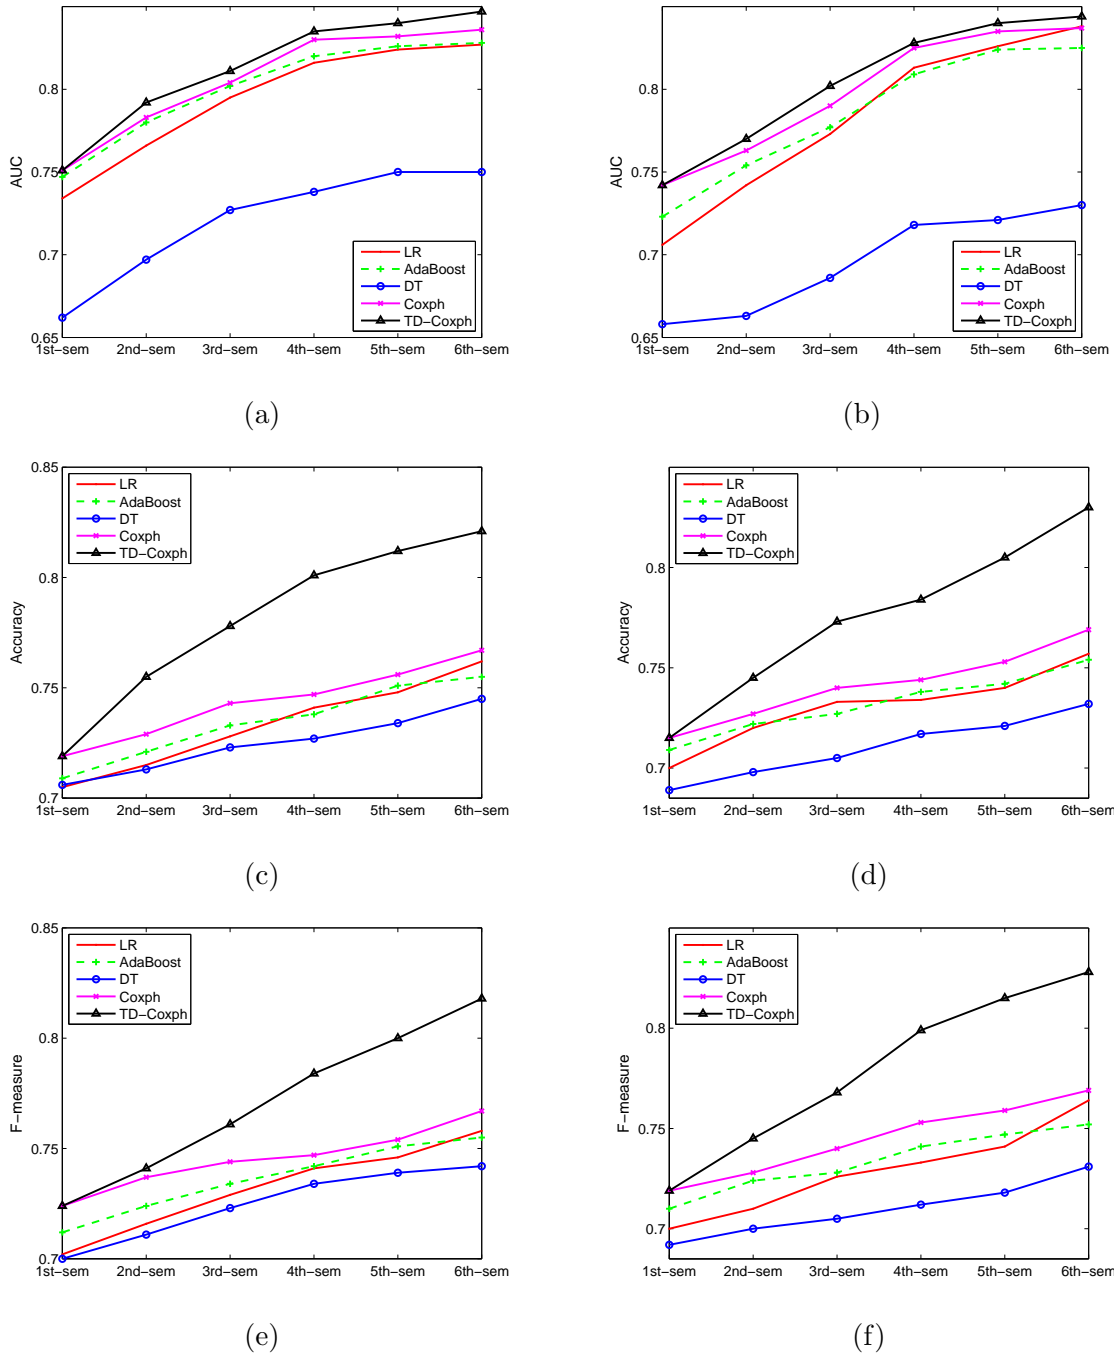 0.8
0.75
0.7
0.65
AUC
1st-sem 2nd-sem 3rd-sem 4th-sem 5th-sem 6th-sem
LR
AdaBoost
DT
Coxph
TD-Coxph
(a)
0.8
0.75
0.7
0.65
AUC
1st-sem 2nd-sem 3rd-sem 4th-sem 5th-sem 6th-sem
LR
AdaBoost
DT
Coxph
TD-Coxph
(b)
0.85
0.8
0.75
0.7
Accuracy
LR
AdaBoost
DT
Coxph
TD-Coxph
1st-sem 2nd-sem 3rd-sem 4th-sem 5th-sem 6th-sem
(c)
0.8
0.75
0.7
Accuracy
LR
AdaBoost
DT
Coxph
TD-Coxph
1st-sem 2nd-sem 3rd-sem 4th-sem 5th-sem 6th-sem
(d)
0.85
0.8
0.75
0.7
F-measure
LR
AdaBoost
DT
Coxph
TD-Coxph
1st-sem 2nd-sem 3rd-sem 4th-sem 5th-sem 6th-sem
(e)
0.8
0.75
0.7
F-measure
LR
AdaBoost
DT
Coxph
TD-Coxph
1st-sem 2nd-sem 3rd-sem 4th-sem 5th-sem 6th-sem
(f)